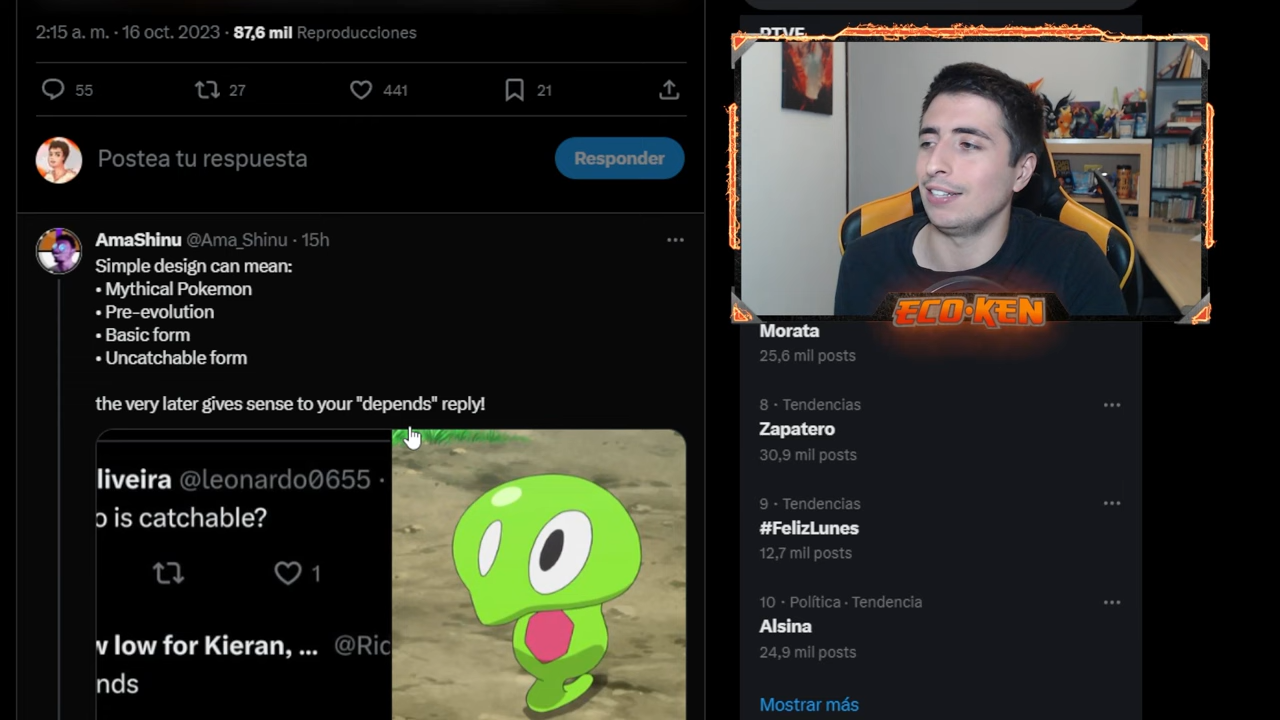 2:15 a. m. · 16 oct. 2023 · 87,6 mil Reproducciones
55
27
441
21
Postea tu respuesta
Responder
AmaShinu @Ama_Shinu · 15h
Simple design can mean:
• Mythical Pokemon
• Pre-evolution
• Basic form
• Uncatchable form
the very later gives sense to your "depends" reply!
liveira @leonardo0655 ·
o is catchable?
1
w low for Kieran, ... @Ric
nds
RTVE
ECO·KEN
Morata
25,6 mil posts
8 · Tendencias
Zapatero
30,9 mil posts
9 · Tendencias
#FelizLunes
12,7 mil posts
10 · Política · Tendencia
Alsina
24,9 mil posts
Mostrar más